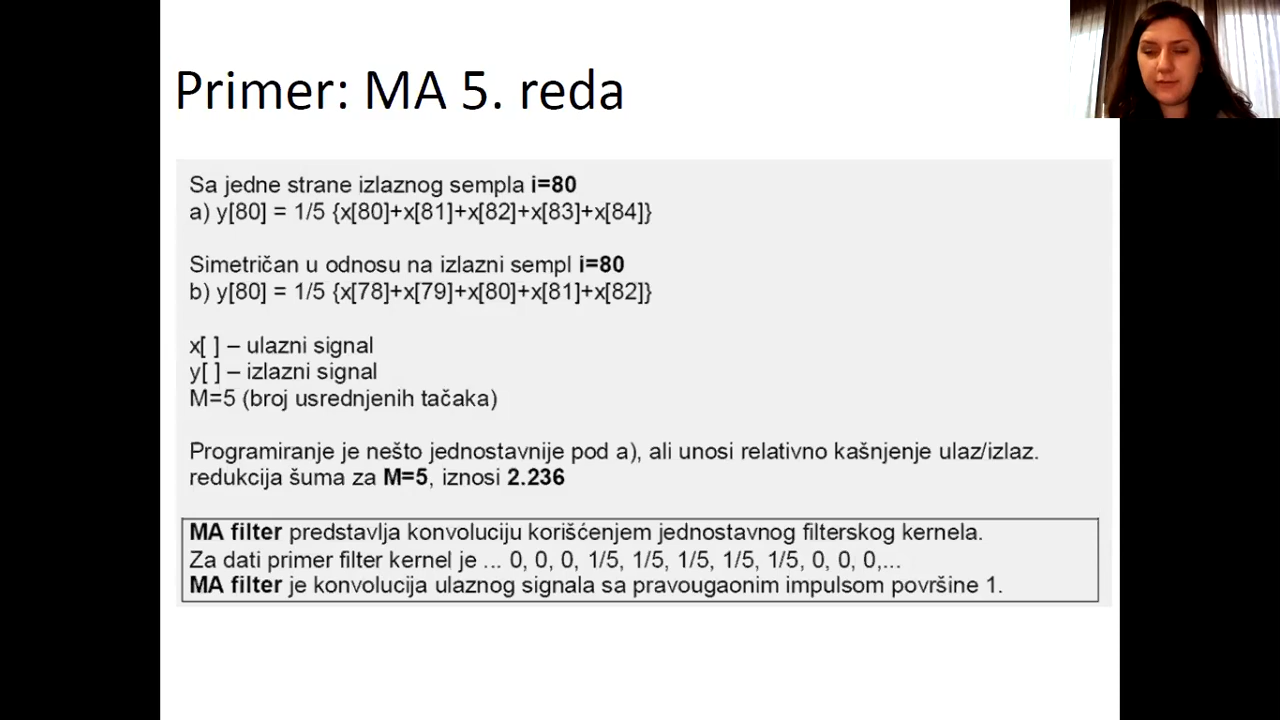 Primer: MA 5. reda
Sa jedne strane izlaznog sempla i=80
a) y[80] = 1/5 {x[80]+x[81]+x[82]+x[83]+x[84]}
Simetričan u odnosu na izlazni sempl i=80
b) y[80] = 1/5 {x[78]+x[79]+x[80]+x[81]+x[82]}
x[ ] – ulazni signal
y[ ] – izlazni signal
M=5 (broj usrednjenih tačaka)
Programiranje je nešto jednostavnije pod a), ali unosi relativno kašnjenje ulaz/izlaz.
redukcija šuma za M=5, iznosi 2.236
MA filter predstavlja konvoluciju korišćenjem jednostavnog filterskog kernela.
Za dati primer filter kernel je ... 0, 0, 0, 1/5, 1/5, 1/5, 1/5, 1/5, 0, 0, 0,...
MA filter je konvolucija ulaznog signala sa pravougaonim impulsom površine 1.